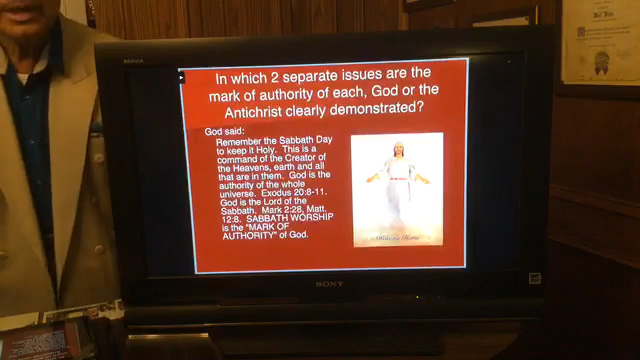 BRAVIA
In which 2 separate issues are the
mark of authority of each, God or the
Antichrist clearly demonstrated?
God said:
Remember the Sabbath Day
to keep it Holy. This is a
command of the Creator of
the Heavens, earth and all
that are in them. God is the
authority of the whole
universe. Exodus 20:8-11.
God is the Lord of the
Sabbath. Mark 2:28, Matt.
12:8. SABBATH WORSHIP
is the "MARK OF
AUTHORITY" of God.
SONY